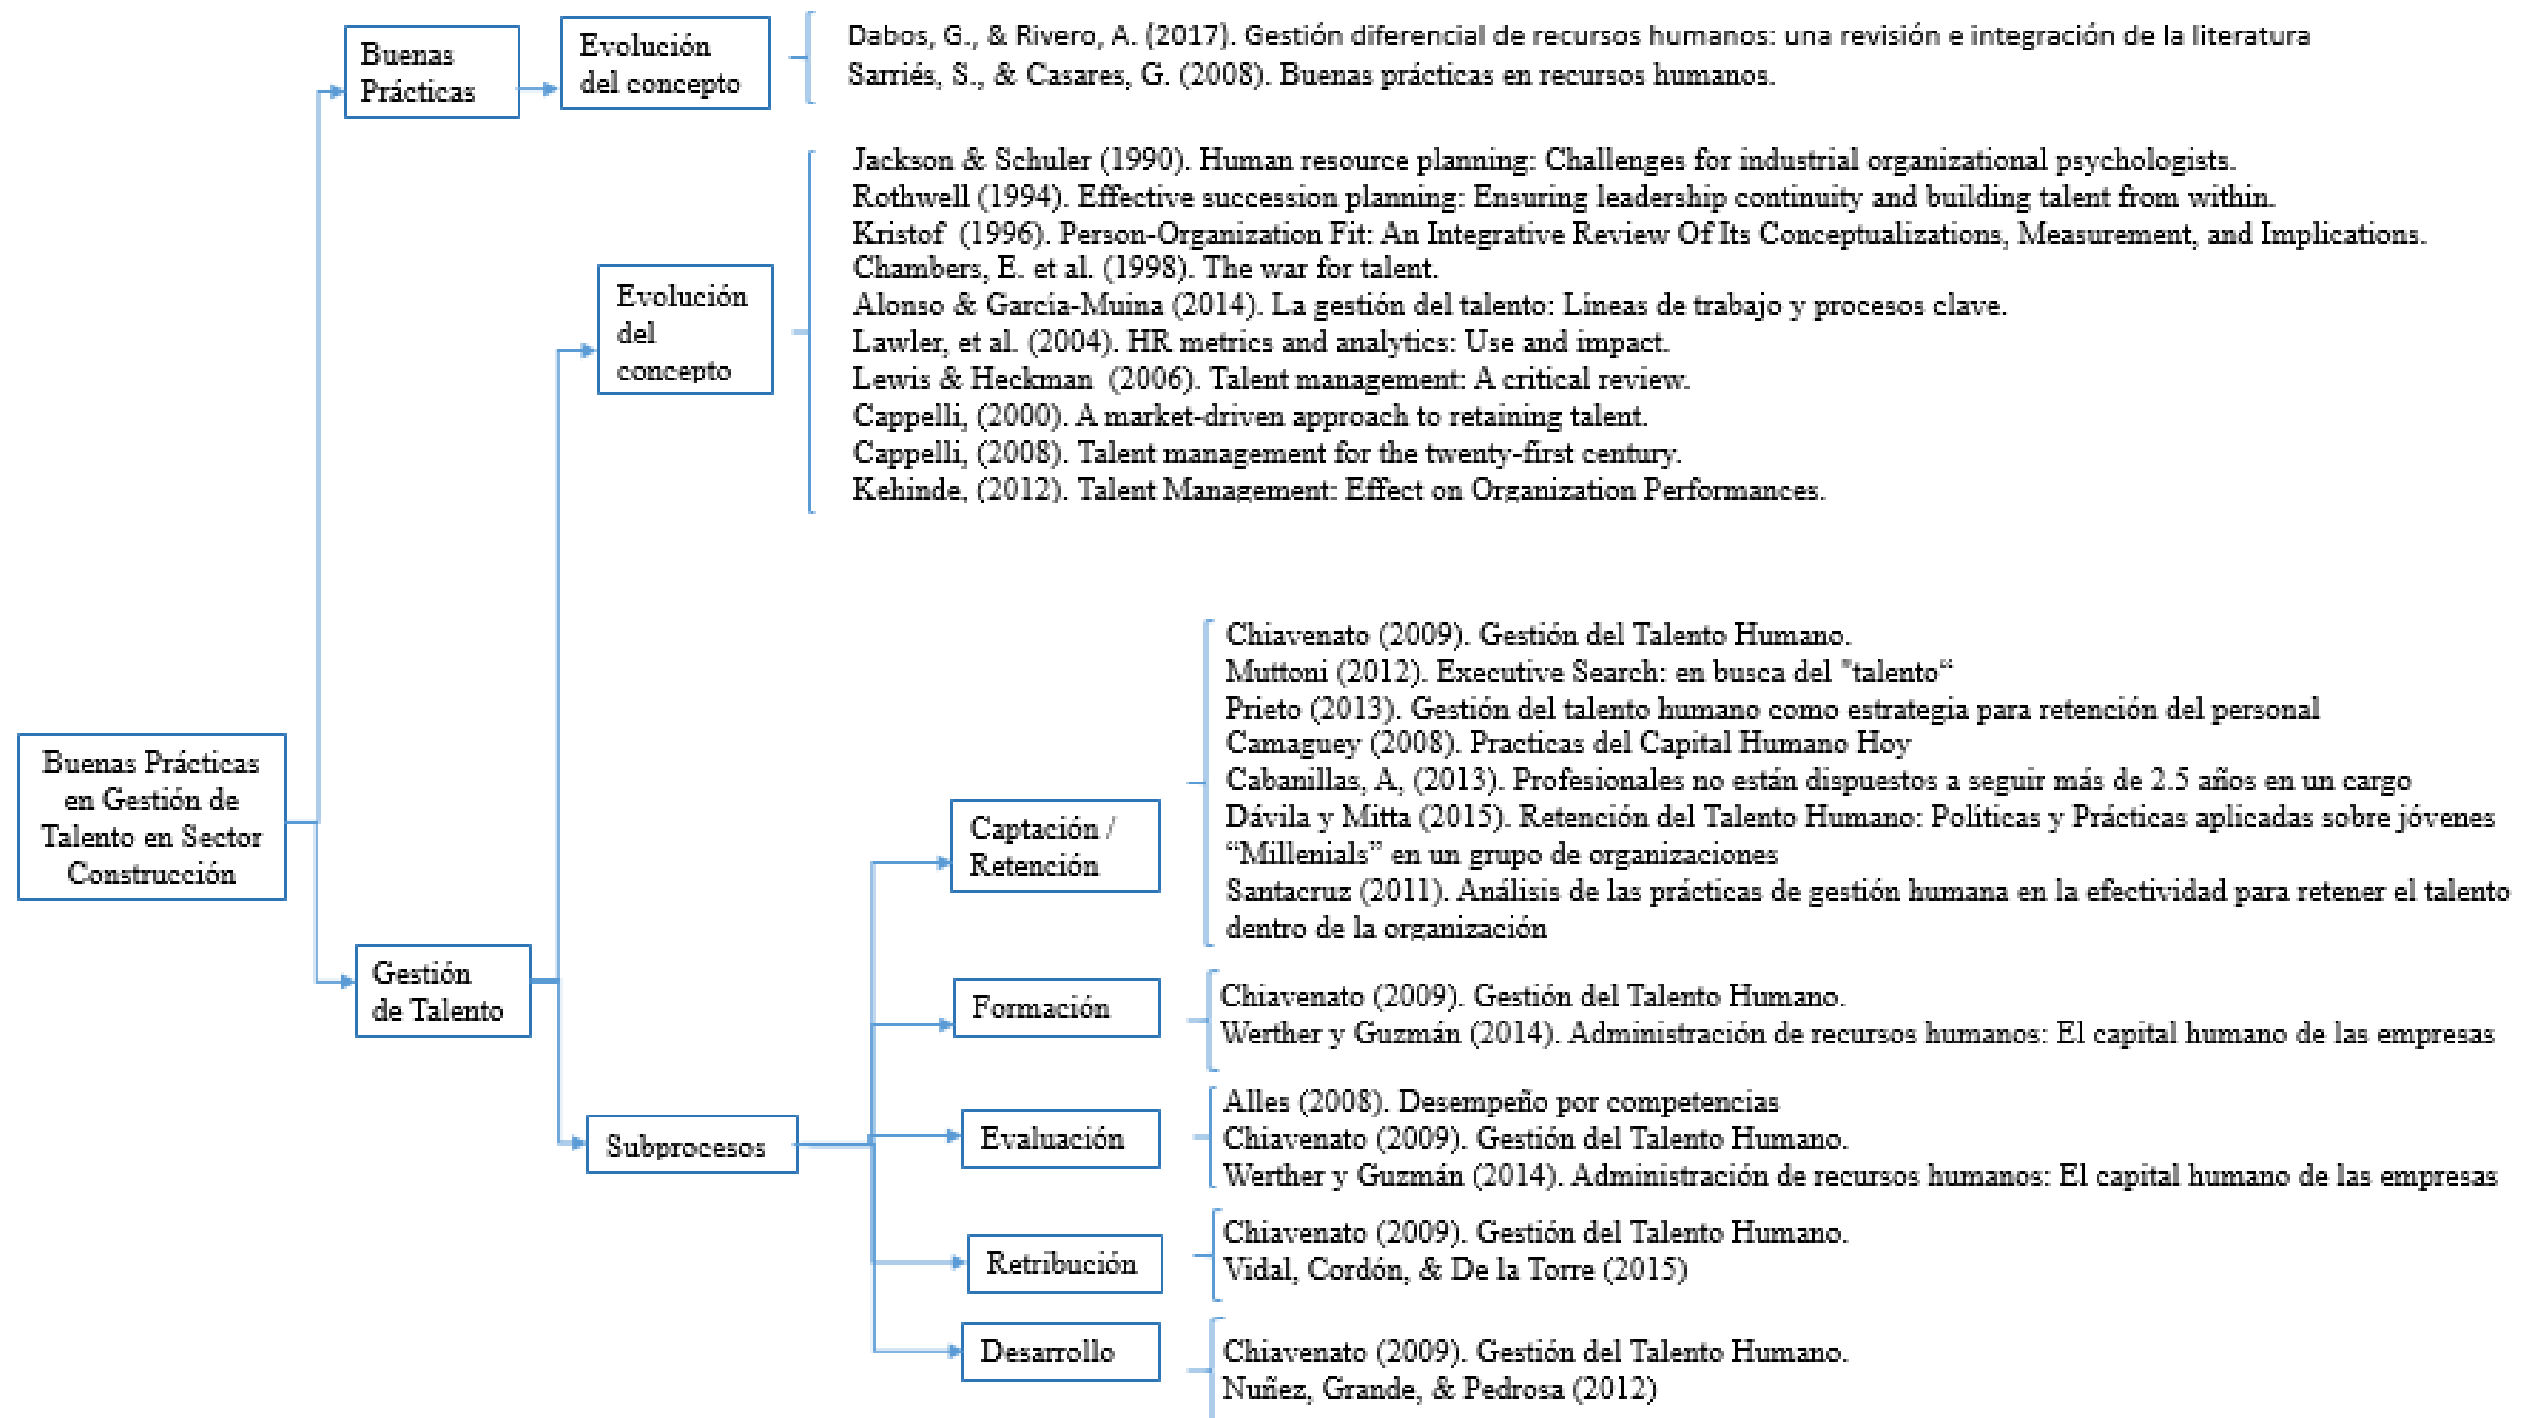 Buenas
Prácticas
Evolución
del concepto
Dabos, G., & Rivero, A. (2017). Gestión diferencial de recursos humanos: una revisión e integración de la literatura
Sarriés, S., & Casares, G. (2008). Buenas prácticas en recursos humanos.
Evolución
del
concepto
Jackson & Schuler (1990). Human resource planning: Challenges for industrial organizational psychologists.
Rothwell (1994). Effective succession planning: Ensuring leadership continuity and building talent from within.
Kristof (1996). Person-Organization Fit: An Integrative Review Of Its Conceptualizations, Measurement, and Implications.
Chambers, E. et al. (1998). The war for talent.
Alonso & García-Muina (2014). La gestión del talento: Líneas de trabajo y procesos clave.
Lawler, et al. (2004). HR metrics and analytics: Use and impact.
Lewis & Heckman (2006). Talent management: A critical review.
Cappelli, (2000). A market-driven approach to retaining talent.
Cappelli, (2008). Talent management for the twenty-first century.
Kehinde, (2012). Talent Management: Effect on Organization Performances.
Buenas Prácticas
en Gestión de
Talento en Sector
Construcción
Gestión
de Talento
Subprocesos
Captación /
Retención
Chiavenato (2009). Gestión del Talento Humano.
Muttoni (2012). Executive Search: en busca del "talento“
Prieto (2013). Gestión del talento humano como estrategia para retención del personal
Camaguey (2008). Practicas del Capital Humano Hoy
Cabanillas, A, (2013). Profesionales no están dispuestos a seguir más de 2.5 años en un cargo
Dávila y Mitta (2015). Retención del Talento Humano: Políticas y Prácticas aplicadas sobre jóvenes
“Millenials” en un grupo de organizaciones
Santacruz (2011). Análisis de las prácticas de gestión humana en la efectividad para retener el talento
dentro de la organización
Formación
Chiavenato (2009). Gestión del Talento Humano.
Werther y Guzmán (2014). Administración de recursos humanos: El capital humano de las empresas
Evaluación
Alles (2008). Desempeño por competencias
Chiavenato (2009). Gestión del Talento Humano.
Werther y Guzmán (2014). Administración de recursos humanos: El capital humano de las empresas
Retribución
Chiavenato (2009). Gestión del Talento Humano.
Vidal, Cordón, & De la Torre (2015)
Desarrollo
Chiavenato (2009). Gestión del Talento Humano.
Nuñez, Grande, & Pedrosa (2012)